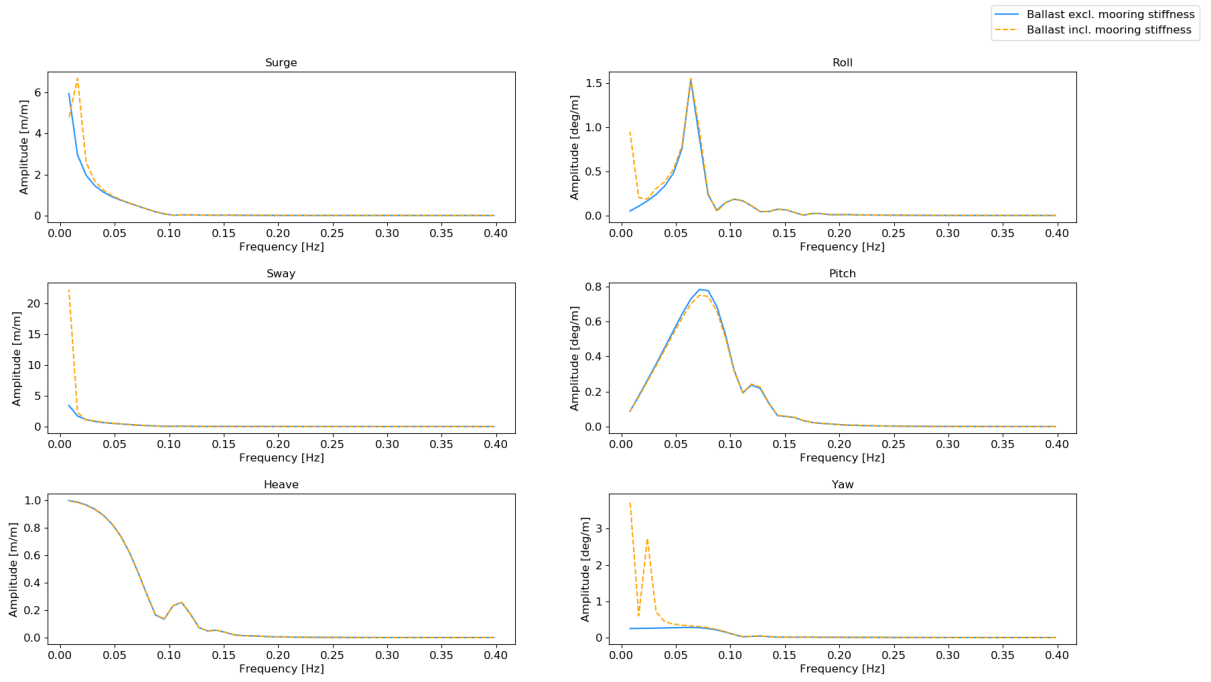 Ballast excl. mooring stiffness
Ballast incl. mooring stiffness
Surge
Amplitude [m/m]
6
4
2
0
0.00 0.05 0.10 0.15 0.20 0.25 0.30 0.35 0.40
Frequency [Hz]
Roll
Amplitude [deg/m]
1.5
1.0
0.5
0.0
0.00 0.05 0.10 0.15 0.20 0.25 0.30 0.35 0.40
Frequency [Hz]
Sway
Amplitude [m/m]
20
15
10
5
0
0.00 0.05 0.10 0.15 0.20 0.25 0.30 0.35 0.40
Frequency [Hz]
Pitch
Amplitude [deg/m]
0.8
0.6
0.4
0.2
0.0
0.00 0.05 0.10 0.15 0.20 0.25 0.30 0.35 0.40
Frequency [Hz]
Heave
Amplitude [m/m]
1.0
0.8
0.6
0.4
0.2
0.0
0.00 0.05 0.10 0.15 0.20 0.25 0.30 0.35 0.40
Frequency [Hz]
Yaw
Amplitude [deg/m]
3
2
1
0
0.00 0.05 0.10 0.15 0.20 0.25 0.30 0.35 0.40
Frequency [Hz]